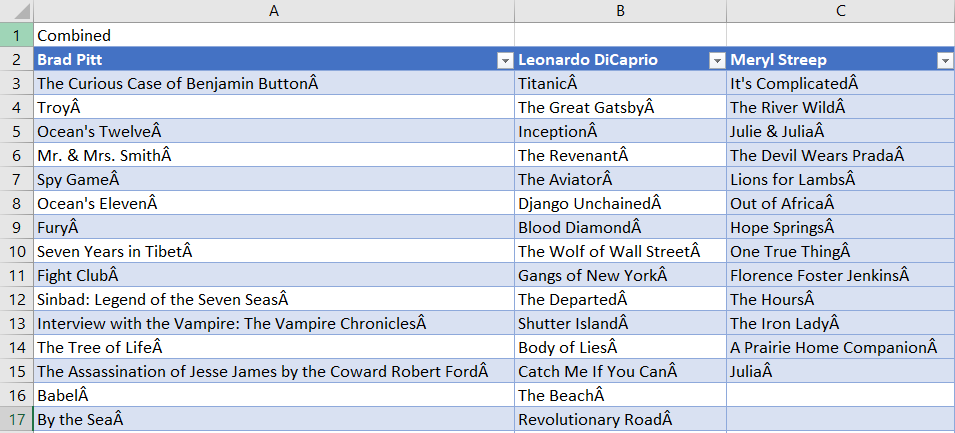 A B C
1 Combined
2 Brad Pitt Leonardo DiCaprio Meryl Streep
3 The Curious Case of Benjamin ButtonÂ TitanicÂ It's ComplicatedÂ
4 TroyÂ The Great GatsbyÂ The River WildÂ
5 Ocean's TwelveÂ InceptionÂ Julie & JuliaÂ
6 Mr. & Mrs. SmithÂ The RevenantÂ The Devil Wears PradaÂ
7 Spy GameÂ The AviatorÂ Lions for LambsÂ
8 Ocean's ElevenÂ Django UnchainedÂ Out of AfricaÂ
9 FuryÂ Blood DiamondÂ Hope SpringsÂ
10 Seven Years in TibetÂ The Wolf of Wall StreetÂ One True ThingÂ
11 Fight ClubÂ Gangs of New YorkÂ Florence Foster JenkinsÂ
12 Sinbad: Legend of the Seven SeasÂ The DepartedÂ The HoursÂ
13 Interview with the Vampire: The Vampire ChroniclesÂ Shutter IslandÂ The Iron LadyÂ
14 The Tree of LifeÂ Body of LiesÂ A Prairie Home CompanionÂ
15 The Assassination of Jesse James by the Coward Robert FordÂ Catch Me If You CanÂ JuliaÂ
16 BabelÂ The BeachÂ
17 By the SeaÂ Revolutionary RoadÂ